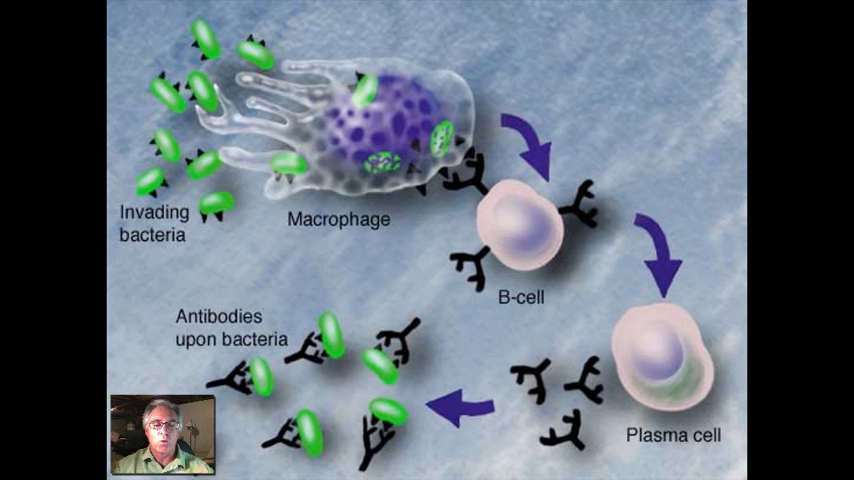 Invading
bacteria
Macrophage
B-cell
Antibodies
upon bacteria
Plasma cell